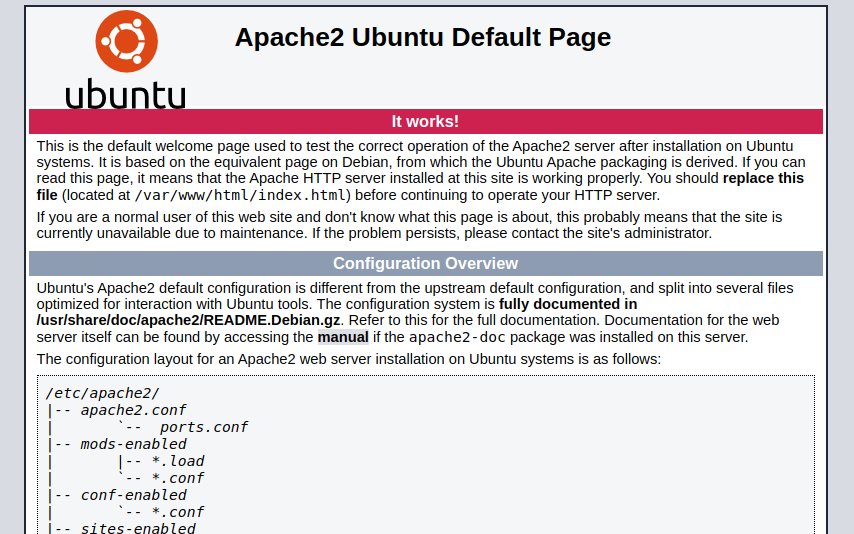 Apache2 Ubuntu Default Page
ubuntu
It works!
This is the default welcome page used to test the correct operation of the Apache2 server after installation on Ubuntu
systems. It is based on the equivalent page on Debian, from which the Ubuntu Apache packaging is derived. If you can
read this page, it means that the Apache HTTP server installed at this site is working properly. You should replace this
file (located at /var/www/html/index.html) before continuing to operate your HTTP server.
If you are a normal user of this web site and don't know what this page is about, this probably means that the site is
currently unavailable due to maintenance. If the problem persists, please contact the site's administrator.
Configuration Overview
Ubuntu's Apache2 default configuration is different from the upstream default configuration, and split into several files
optimized for interaction with Ubuntu tools. The configuration system is fully documented in
/usr/share/doc/apache2/README.Debian.gz. Refer to this for the full documentation. Documentation for the web
server itself can be found by accessing the manual if the apache2-doc package was installed on this server.
The configuration layout for an Apache2 web server installation on Ubuntu systems is as follows:
/etc/apache2/
|-- apache2.conf
|       `--  ports.conf
|-- mods-enabled
|       |-- *.load
|       `-- *.conf
|-- conf-enabled
|       `-- *.conf
|-- sites-enabled